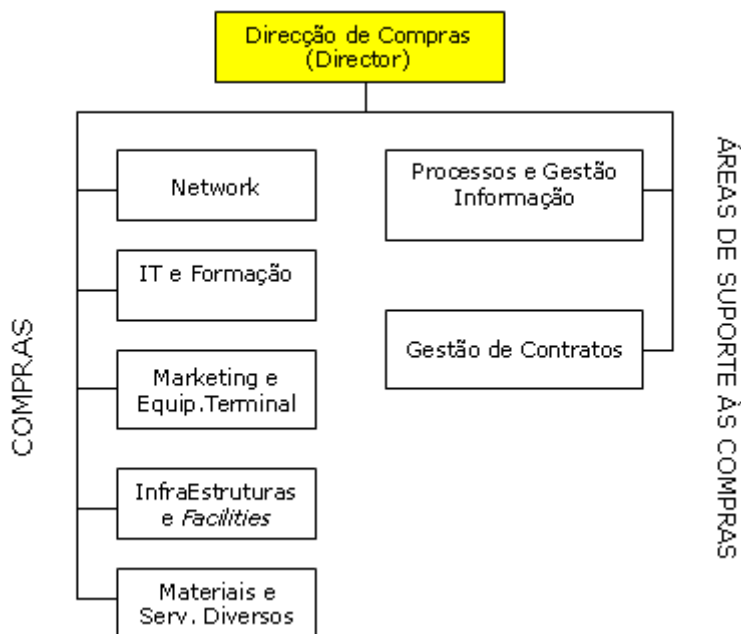 Direcção de Compras
(Director)
COMPRAS
Network
IT e Formação
Marketing e
Equip.Terminal
InfraEstruturas
e Facilities
Materiais e
Serv. Diversos
Processos e Gestão
Informação
Gestão de Contratos
ÁREAS DE SUPORTE ÀS COMPRAS